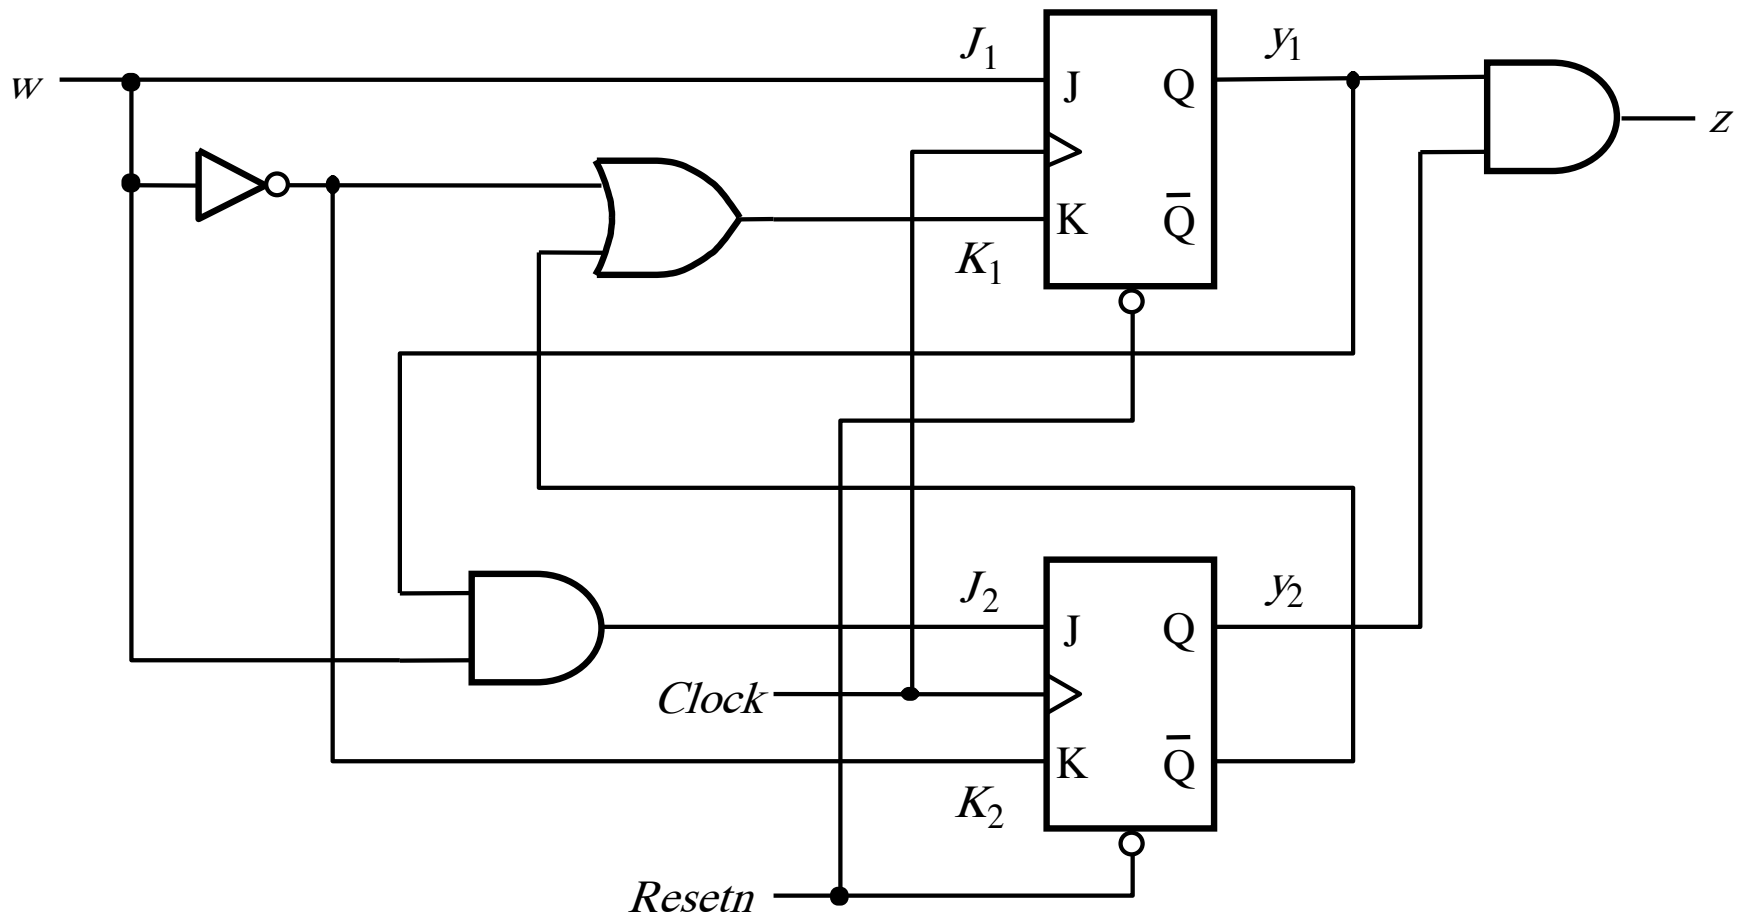 J₁
y₁
w
J
Q
z
K
Q̅
K₁
J₂
y₂
J
Q
Clock
K
Q̅
K₂
Resetn